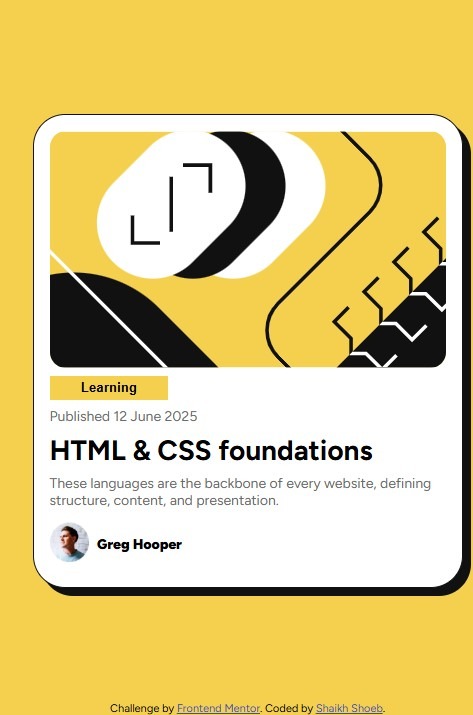 Learning
Published 12 June 2025
HTML & CSS foundations
These languages are the backbone of every website, defining
structure, content, and presentation.
Greg Hooper
Challenge by Frontend Mentor. Coded by Shaikh Shoeb.